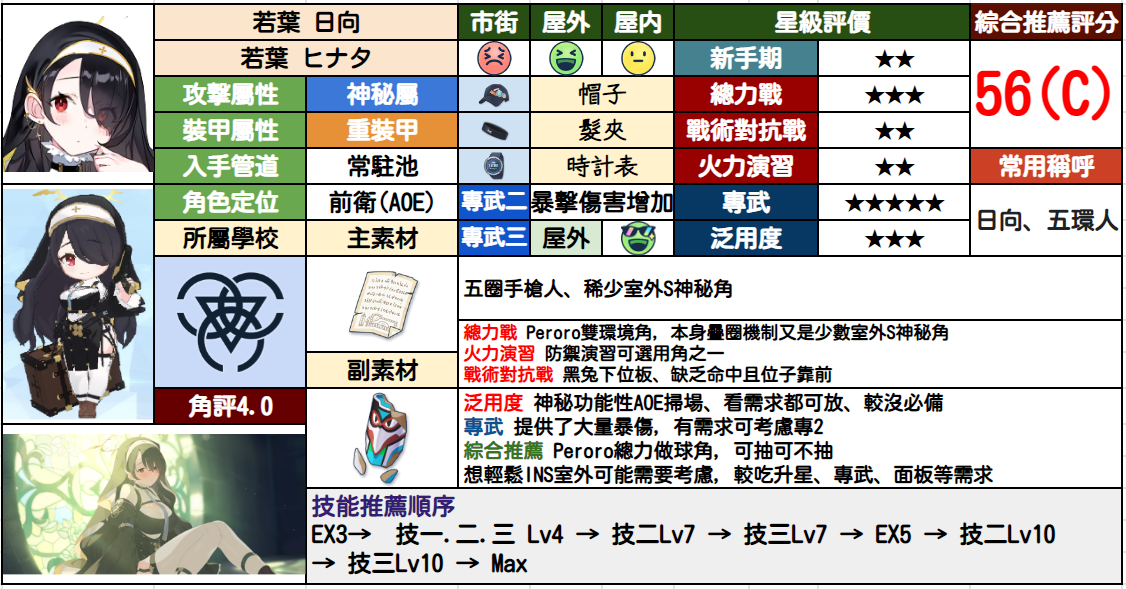 若葉 日向
市街
屋外
屋内
星級評價
綜合推薦評分
若葉 ヒナタ
新手期
★★
56(C)
攻擊屬性
神秘屬
帽子
總力戰
★★★
裝甲屬性
重裝甲
髮夾
戰術對抗戰
★★
入手管道
常駐池
時計表
火力演習
★★
常用稱呼
角色定位
前衛(AOE)
專武二
暴擊傷害增加
專武
★★★★★
日向、五環人
所屬學校
主素材
專武三
屋外
泛用度
★★★
五圈手槍人、稀少室外S神秘角
總力戰 Peroro雙環境角, 本身疊圈機制又是少數室外S神秘角
火力演習 防禦演習可選用角之一
戰術對抗戰 黑兔下位板、缺乏命中且位子靠前
副素材
角評4.0
泛用度 神秘功能性AOE掃場、看需求都可放、較沒必備
專武 提供了大量暴傷, 有需求可考慮專2
綜合推薦 Peroro總力做球角, 可抽可不抽
想輕鬆INS室外可能需要考慮, 較吃升星、專武、面板等需求
技能推薦順序
EX3→ 技一.二.三 Lv4 → 技二Lv7 → 技三Lv7 → EX5 → 技二Lv10
→ 技三Lv10 → Max